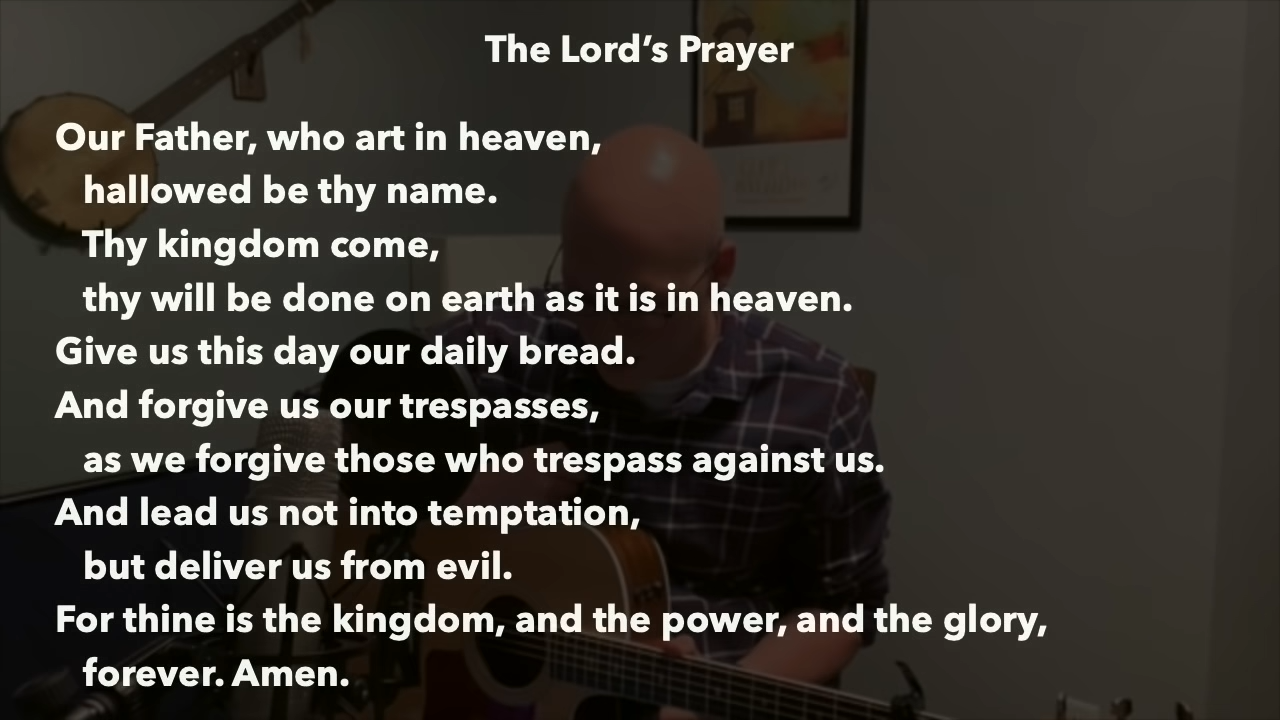 The Lord’s Prayer
Our Father, who art in heaven,
hallowed be thy name.
Thy kingdom come,
thy will be done on earth as it is in heaven.
Give us this day our daily bread.
And forgive us our trespasses,
as we forgive those who trespass against us.
And lead us not into temptation,
but deliver us from evil.
For thine is the kingdom, and the power, and the glory,
forever. Amen.